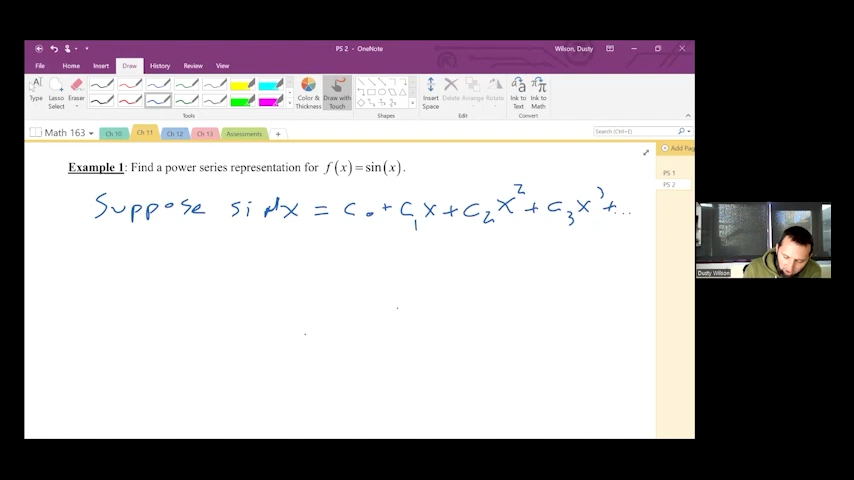 PS 2 - OneNote
Wilson, Dusty
File Home Insert Draw History Review View
Type Lasso Select Eraser Color & Thickness Draw with Touch Insert Space Delete Arrange Rotate Ink to Text Ink to Math
Tools Shapes Edit Convert
Math 163 Ch 10 Ch 11 Ch 12 Ch 13 Assessments + Search (Ctrl+E)
Add Pag
Example 1: Find a power series representation for f(x) = sin(x).
PS 1
PS 2
Suppose sin x = c₀ + c₁x + c₂x² + c₃x³ + ...
Dusty Wilson